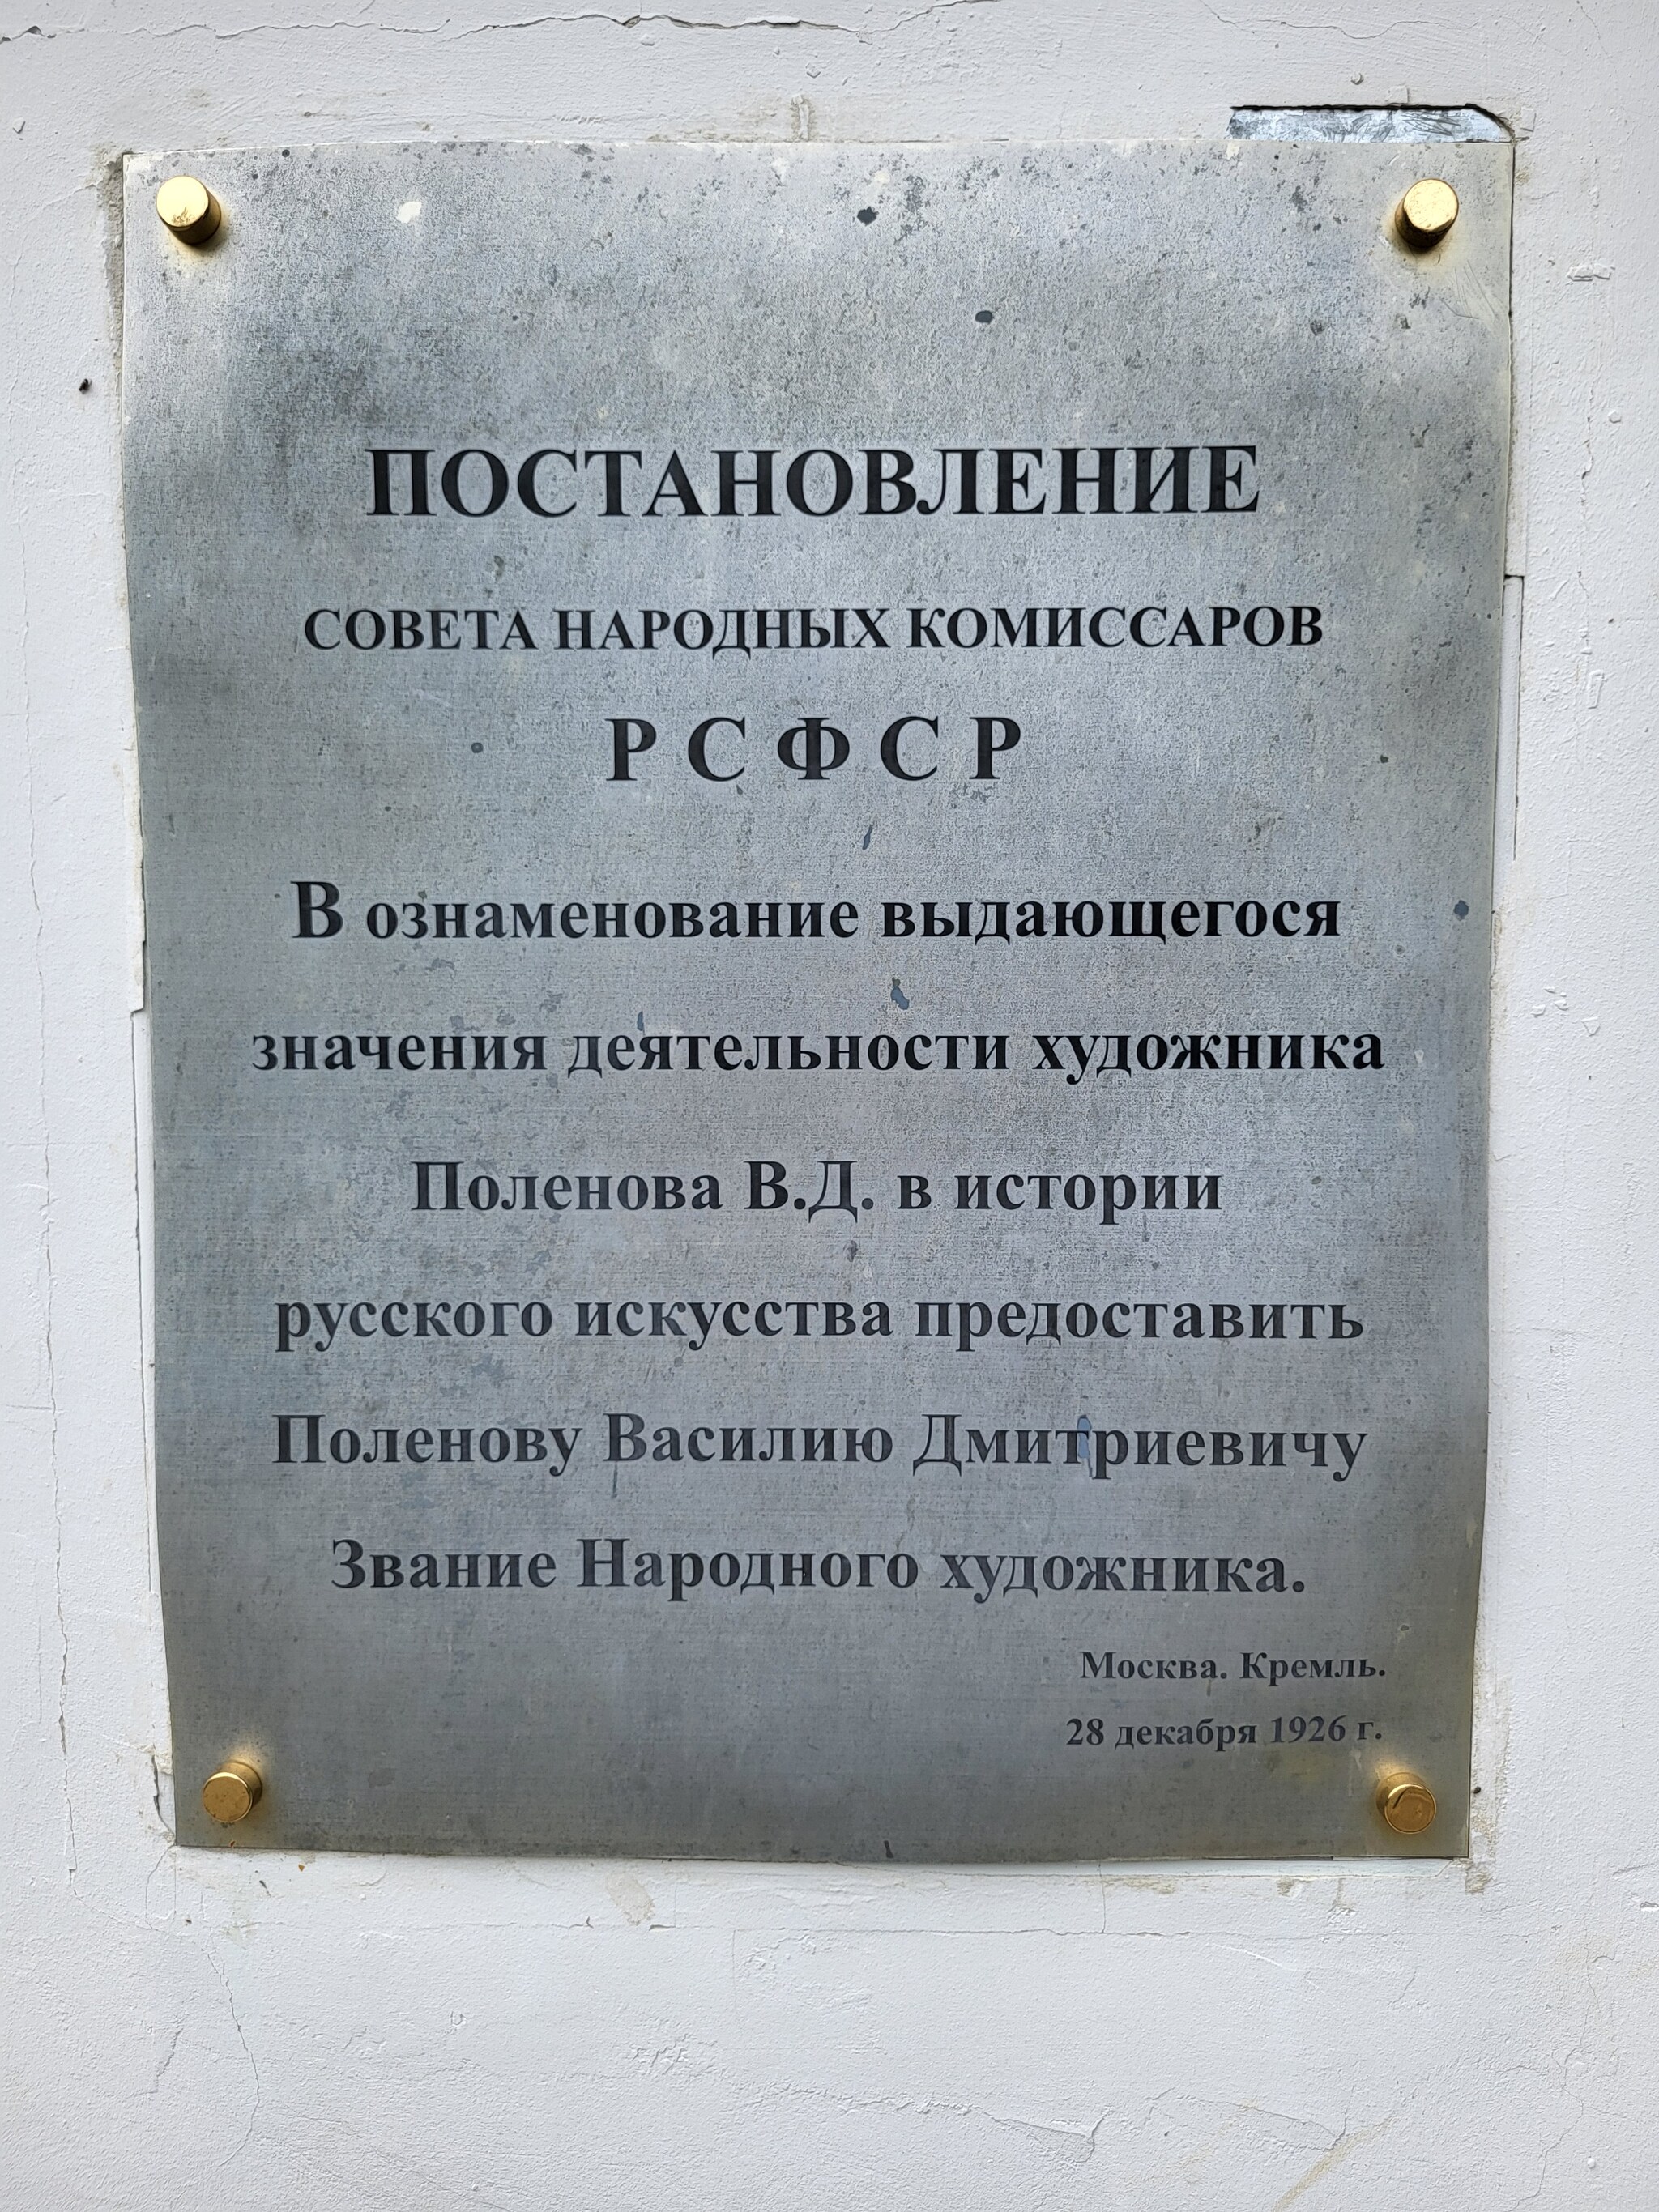 ПОСТАНОВЛЕНИЕ
СОВЕТА НАРОДНЫХ КОМИССАРОВ
Р С Ф С Р
В ознаменование выдающегося
значения деятельности художника
Поленова В.Д. в истории
русского искусства предоставить
Поленову Василию Дмитриевичу
Звание Народного художника.
Москва. Кремль.
28 декабря 1926 г.